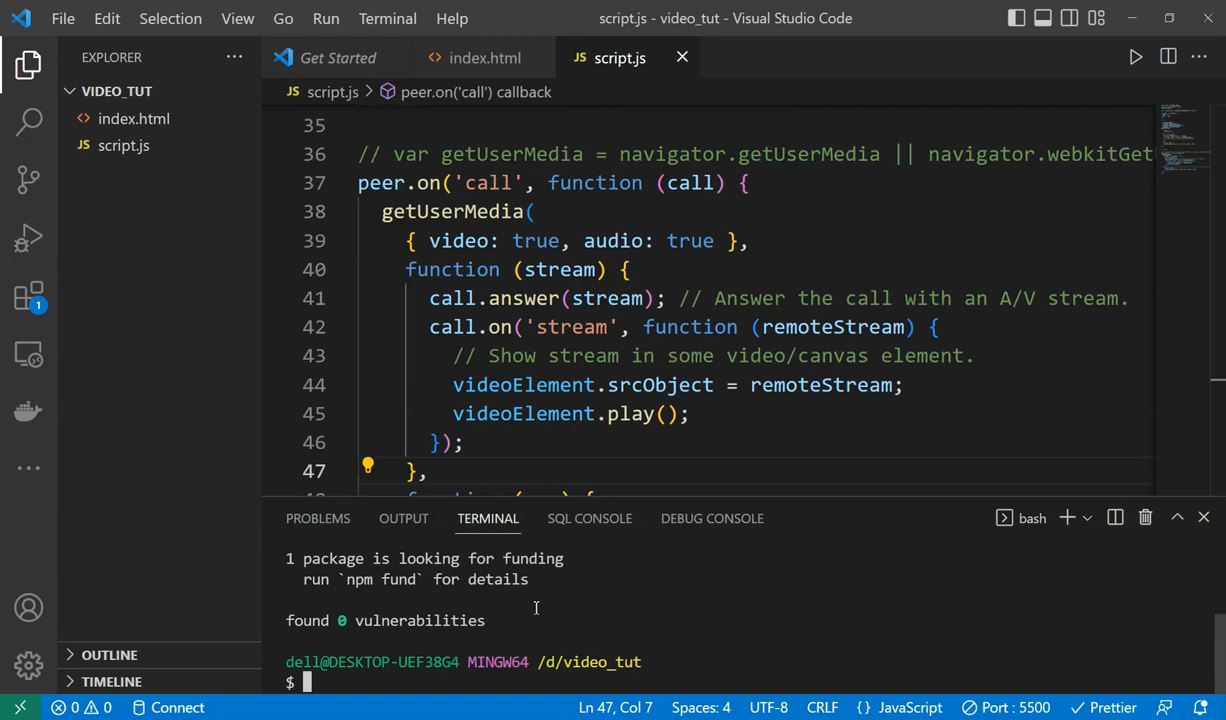 File Edit Selection View Go Run Terminal Help script.js - video_tut - Visual Studio Code
EXPLORER
VIDEO_TUT
index.html
JS script.js
1
OUTLINE
TIMELINE
Get Started index.html JS script.js
JS script.js > peer.on('call') callback
35
36 // var getUserMedia = navigator.getUserMedia || navigator.webkitGet
37 peer.on('call', function (call) {
38 getUserMedia(
39 { video: true, audio: true },
40 function (stream) {
41 call.answer(stream); // Answer the call with an A/V stream.
42 call.on('stream', function (remoteStream) {
43 // Show stream in some video/canvas element.
44 videoElement.srcObject = remoteStream;
45 videoElement.play();
46 });
47 },
PROBLEMS OUTPUT TERMINAL SQL CONSOLE DEBUG CONSOLE bash
1 package is looking for funding
run `npm fund` for details
found 0 vulnerabilities
dell@DESKTOP-UEF38G4 MINGW64 /d/video_tut
$
0 0 Connect Ln 47, Col 7 Spaces: 4 UTF-8 CRLF {} JavaScript Port : 5500 Prettier